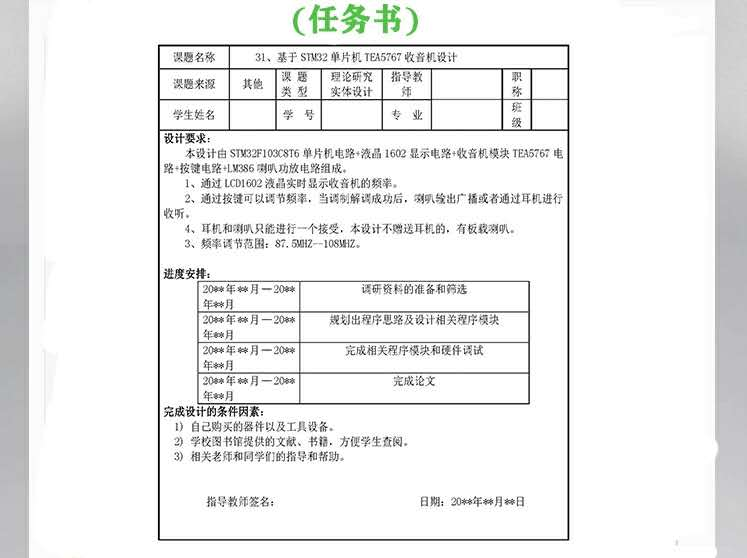 (任务书)
课题名称 31、基于 STM32 单片机 TEA5767 收音机设计
课题来源 其他 课 题 类 型 理论研究 实体设计 指导教 师 职 称
学生姓名 学 号 专 业 班 级
设计要求:
本设计由 STM32F103C8T6 单片机电路+液晶 1602 显示电路+收音机模块 TEA5767 电
路+按键电路+LM386 喇叭功放电路组成。
1、通过 LCD1602 液晶实时显示收音机的频率。
2、通过按键可以调节频率,当调制解调成功后,喇叭输出广播或者通过耳机进行
收听。
4、耳机和喇叭只能进行一个接受,本设计不赠送耳机的,有板载喇叭。
3、频率调节范围:87.5MHZ--108MHZ。
进度安排:
20**年**月—20** 调研资料的准备和筛选
年**月
20**年**月—20** 规划出程序思路及设计相关程序模块
年**月
20**年**月—20** 完成相关程序模块和硬件调试
年**月
20**年**月—20** 完成论文
年**月
完成设计的条件因素:
1) 自己购买的器件以及工具设备。
2) 学校图书馆提供的文献、书籍,方便学生查阅。
3) 相关老师和同学们的指导和帮助。
指导教师签名: 日期:20**年**月**日